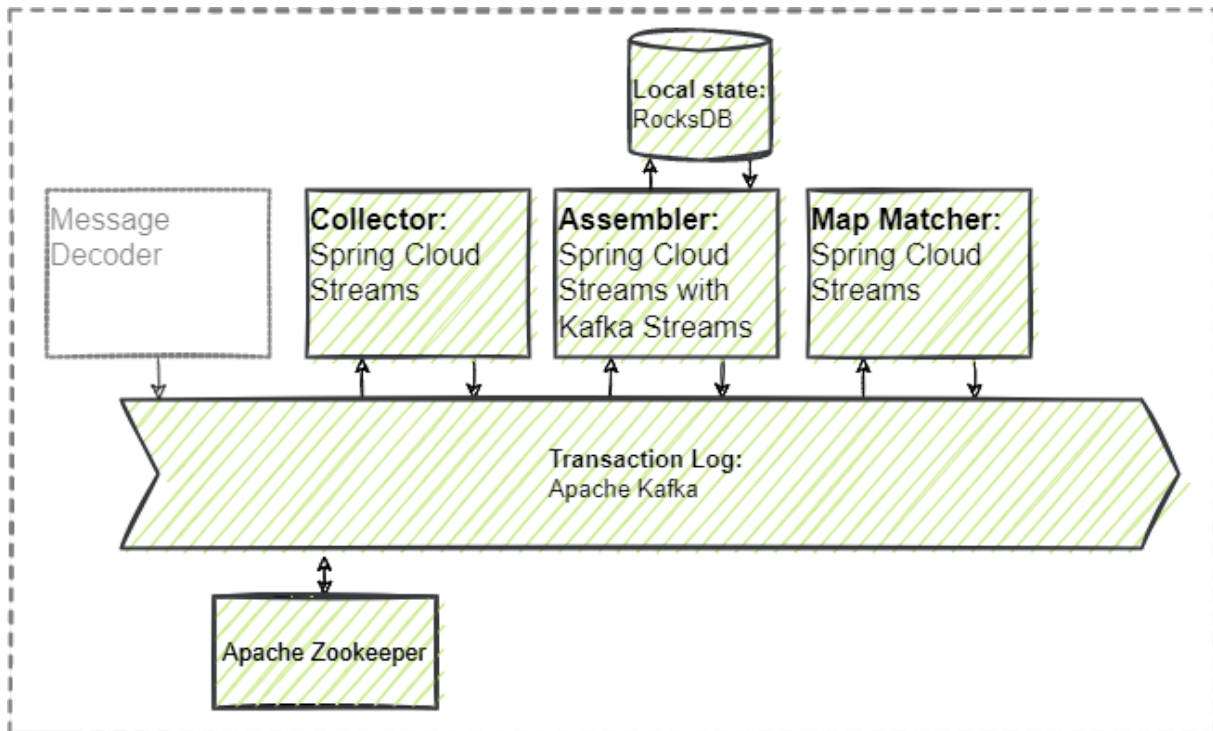 Local state:
RocksDB
Message
Decoder
Collector:
Spring Cloud
Streams
Assembler:
Spring Cloud
Streams with
Kafka Streams
Map Matcher:
Spring Cloud
Streams
Transaction Log:
Apache Kafka
Apache Zookeeper